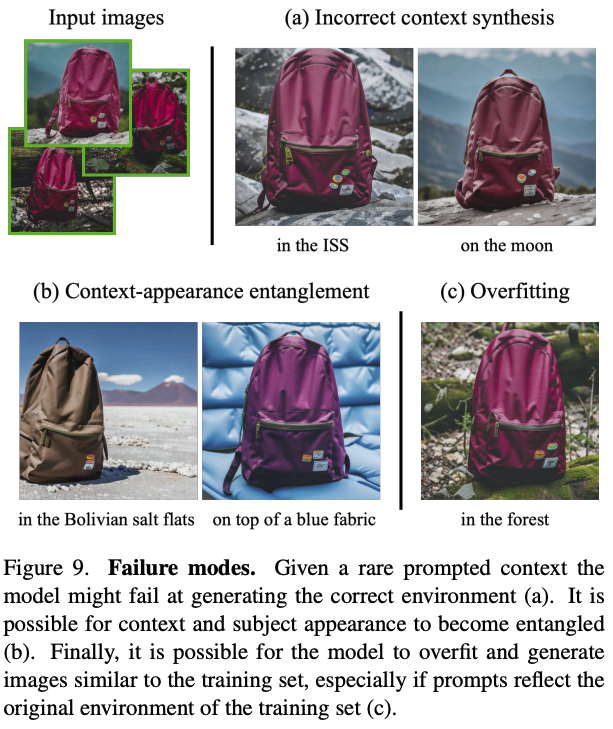 Input images
(a) Incorrect context synthesis
in the ISS
on the moon
(b) Context-appearance entanglement
(c) Overfitting
in the Bolivian salt flats
on top of a blue fabric
in the forest
Figure 9. Failure modes. Given a rare prompted context the
model might fail at generating the correct environment (a). It is
possible for context and subject appearance to become entangled
(b). Finally, it is possible for the model to overfit and generate
images similar to the training set, especially if prompts reflect the
original environment of the training set (c).